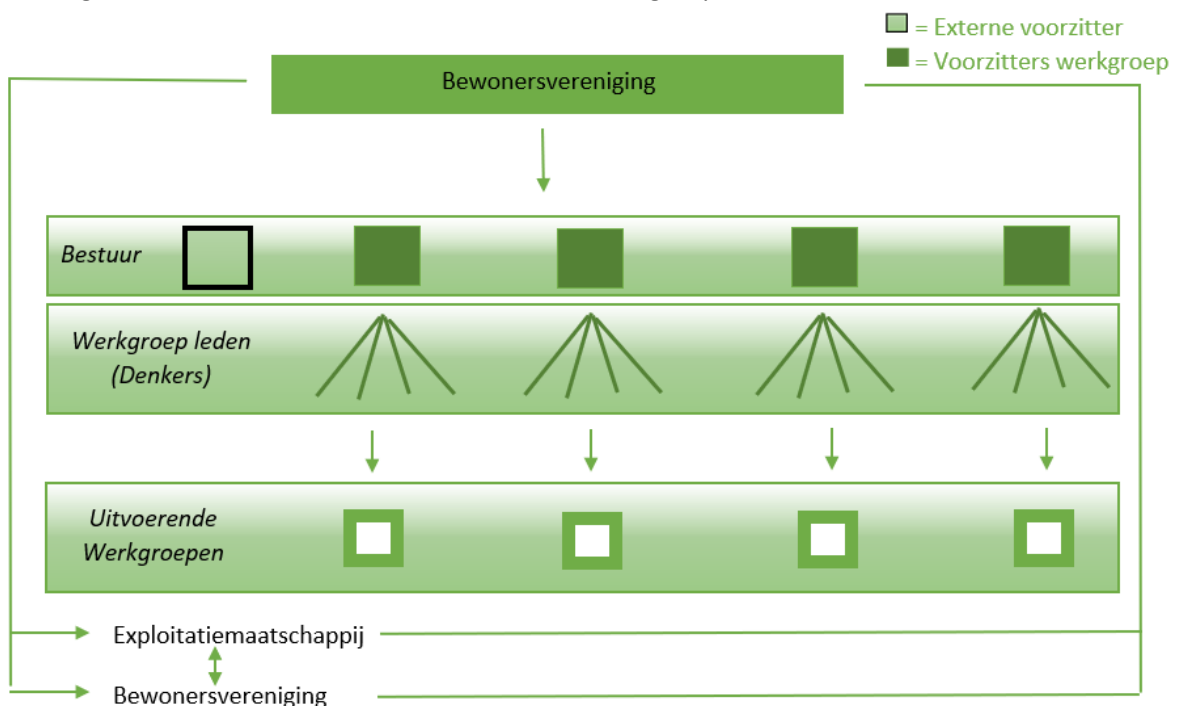 = Externe voorzitter
= Voorzitters werkgroep
Bewonersvereniging
Bestuur
Werkgroep leden
(Denkers)
Uitvoerende
Werkgroepen
Exploitatiemaatschappij
Bewonersvereniging